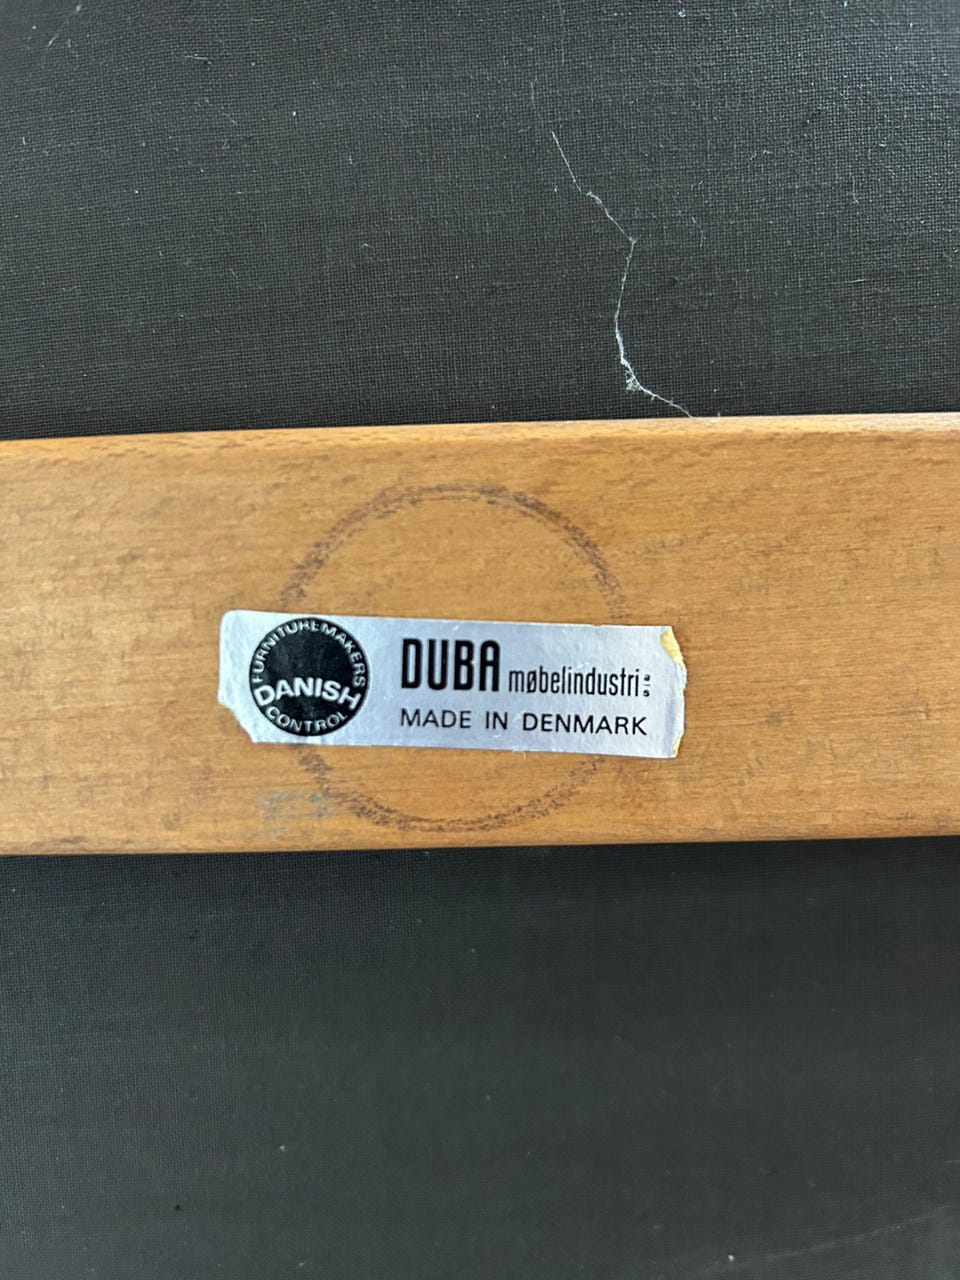 FURNITUREMAKERS
DANISH
CONTROL
DUBA møbelindustri a/s
MADE IN DENMARK